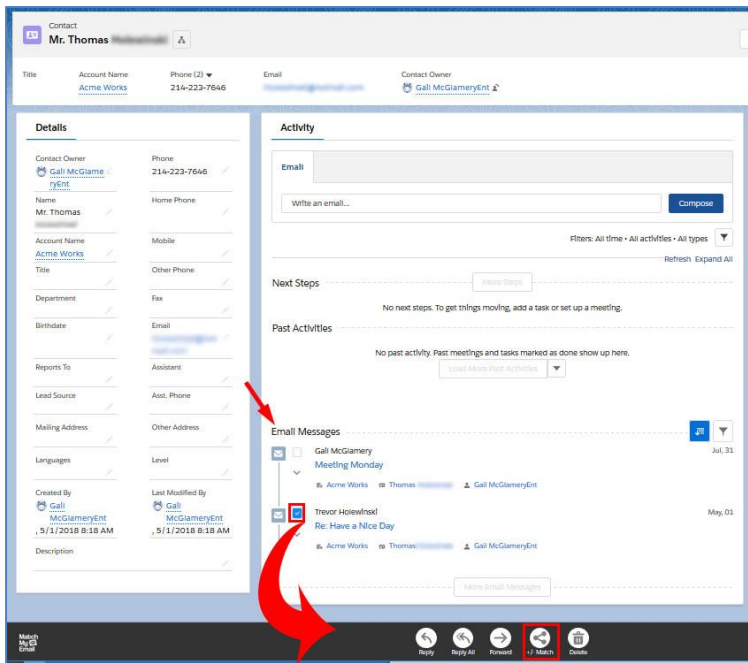 Contact
Mr. Thomas
Title
Account Name
Phone (2)
Email
Contact Owner
Acme Works
214-223-7646
Gali McGlameryEnt
Details
Contact Owner
Phone
Gali McGlame
ryEnt
214-223-7646
Name
Home Phone
Mr. Thomas
Account Name
Mobile
Acme Works
Title
Other Phone
Department
Fax
Birthdate
Email
Reports To
Assistant
Lead Source
Asst. Phone
Mailing Address
Other Address
Languages
Level
Created By
Last Modified By
Gali
McGlameryEnt
, 5/1/2018 8:18 AM
Gali
McGlameryEnt
, 5/1/2018 8:18 AM
Description
Activity
Email
Write an email...
Compose
Filters: All time • All activities • All types
Refresh Expand All
Next Steps
More Steps
No next steps. To get things moving, add a task or set up a meeting.
Past Activities
No past activity. Past meetings and tasks marked as done show up here.
Load More Past Activities
Email Messages
Gali McGlamery
Jul, 31
Meeting Monday
Acme Works Thomas Gail McGlameryEnt
Trevor Holewinski
May, 01
Re: Have a Nice Day
Acme Works Thomas Gail McGlameryEnt
More Email Messages
Match
My
Email
Reply
Reply All
Forward
+/- Match
Delete